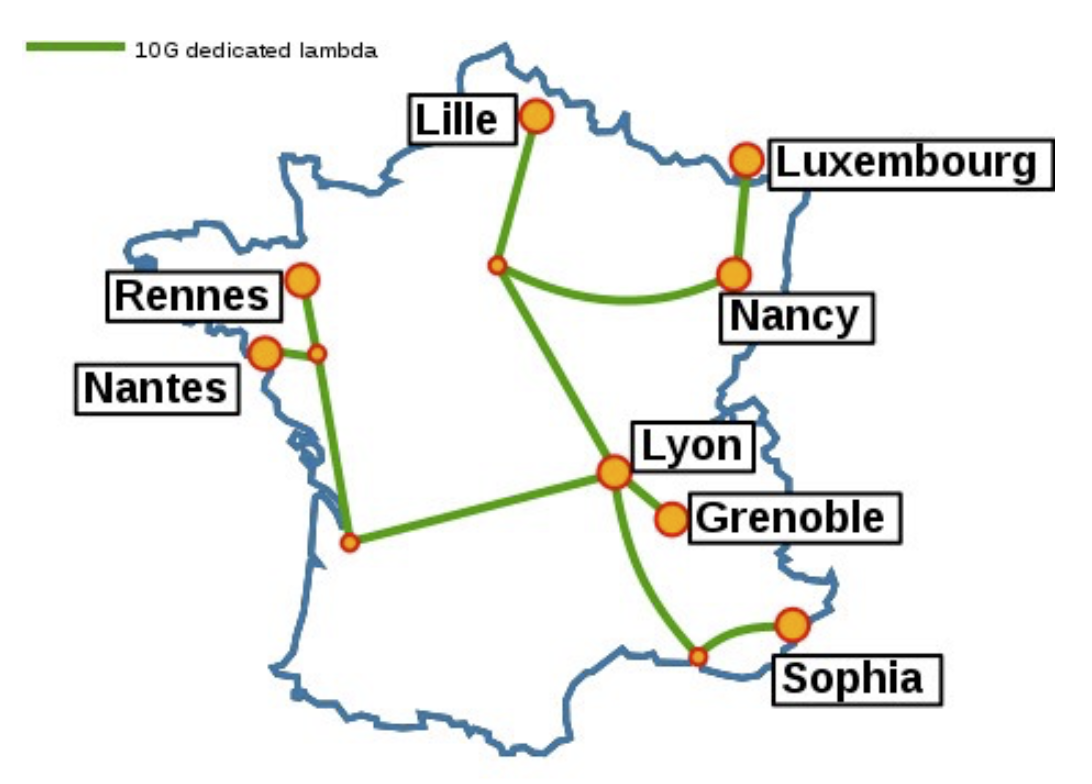 10G dedicated lambda
Lille
Luxembourg
Rennes
Nancy
Nantes
Lyon
Grenoble
Sophia